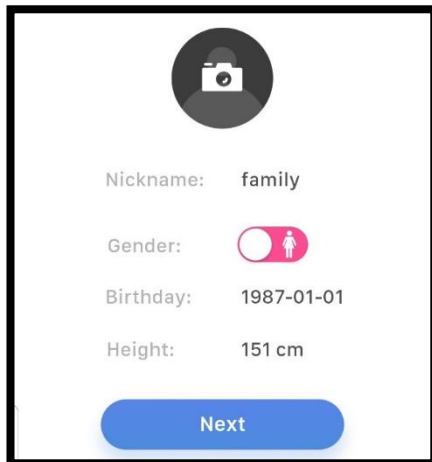 Nickname: family
Gender:
Birthday: 1987-01-01
Height: 151 cm
Next